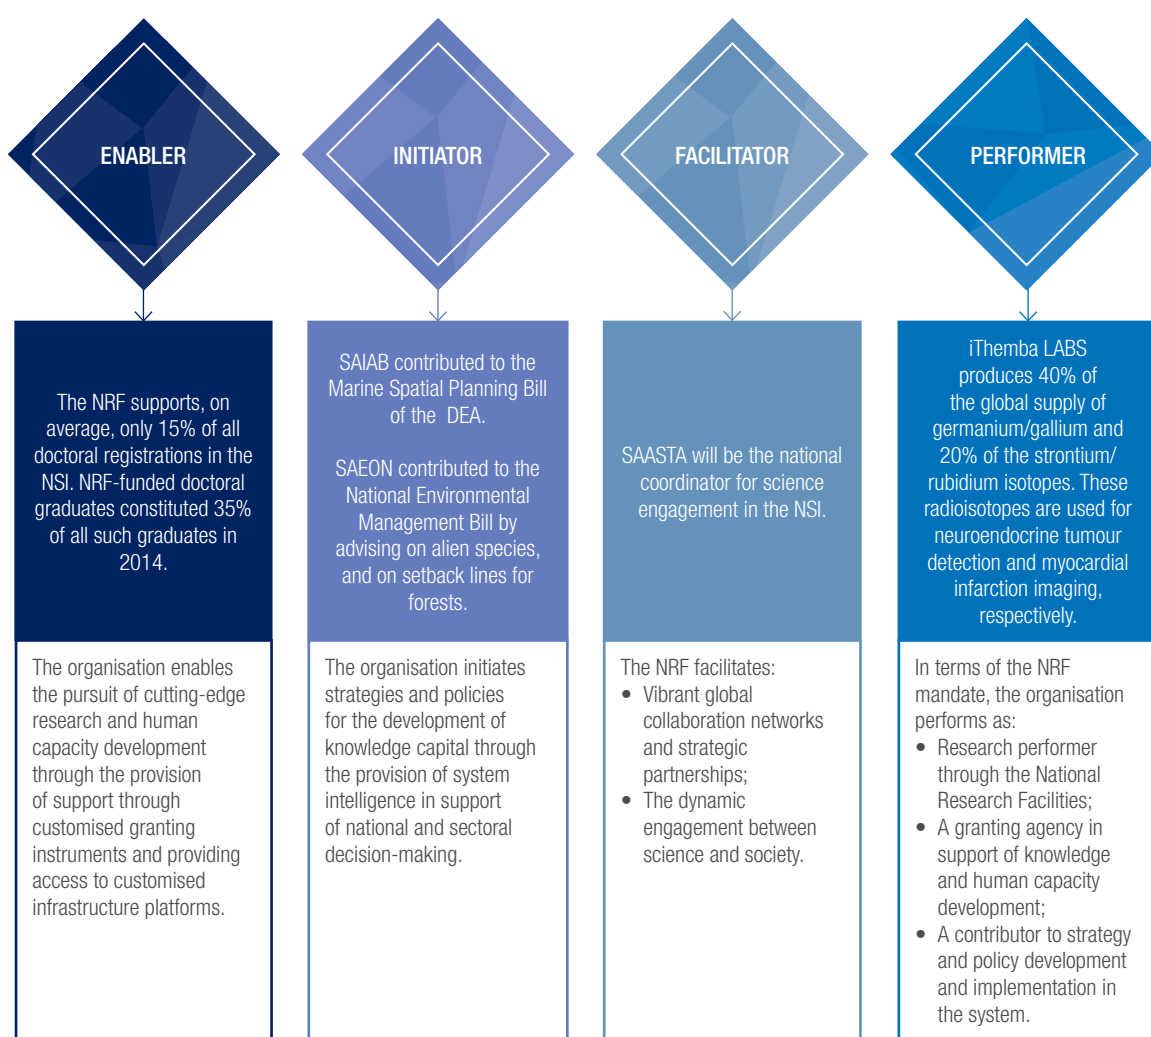 ENABLER
The NRF supports, on
average, only 15% of all
doctoral registrations in the
NSI. NRF-funded doctoral
graduates constituted 35%
of all such graduates in
2014.
The organisation enables
the pursuit of cutting-edge
research and human
capacity development
through the provision
of support through
customised granting
instruments and providing
access to customised
infrastructure platforms.
INITIATOR
SAIAB contributed to the
Marine Spatial Planning Bill
of the DEA.
SAEON contributed to the
National Environmental
Management Bill by
advising on alien species,
and on setback lines for
forests.
The organisation initiates
strategies and policies
for the development of
knowledge capital through
the provision of system
intelligence in support
of national and sectoral
decision-making.
FACILITATOR
SAASTA will be the national
coordinator for science
engagement in the NSI.
The NRF facilitates:
• Vibrant global
collaboration networks
and strategic
partnerships;
• The dynamic
engagement between
science and society.
PERFORMER
iThemba LABS
produces 40% of
the global supply of
germanium/gallium and
20% of the strontium/
rubidium isotopes. These
radioisotopes are used for
neuroendocrine tumour
detection and myocardial
infarction imaging,
respectively.
In terms of the NRF
mandate, the organisation
performs as:
• Research performer
through the National
Research Facilities;
• A granting agency in
support of knowledge
and human capacity
development;
• A contributor to strategy
and policy development
and implementation in
the system.